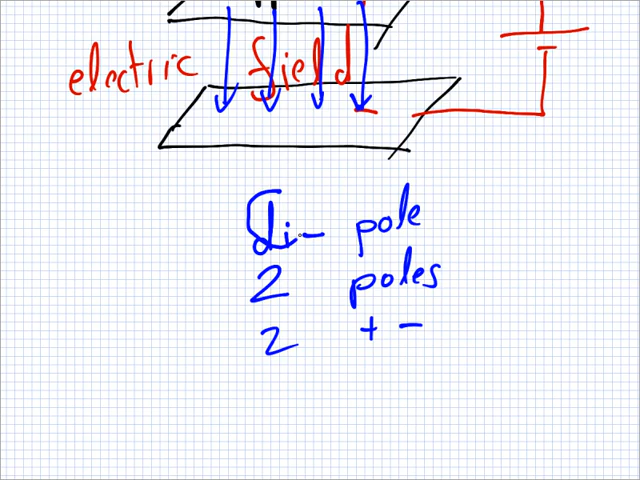 electric field
di- pole
2 poles
2 + -